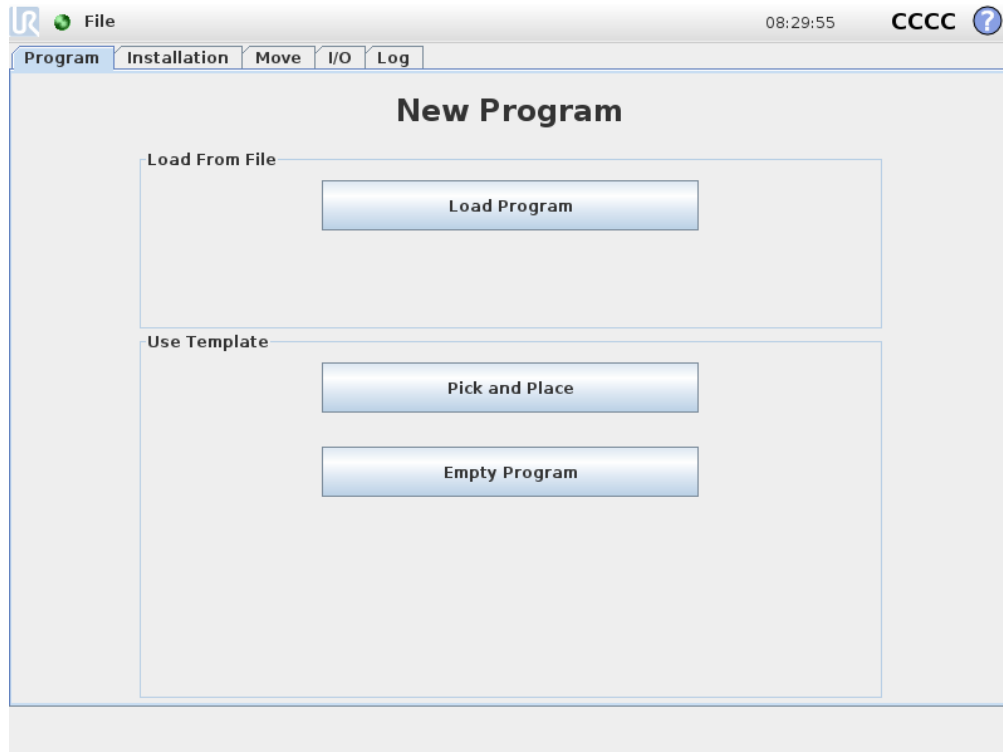 UR File 08:29:55 CCCC ?
Program Installation Move I/O Log
New Program
Load From File
Load Program
Use Template
Pick and Place
Empty Program